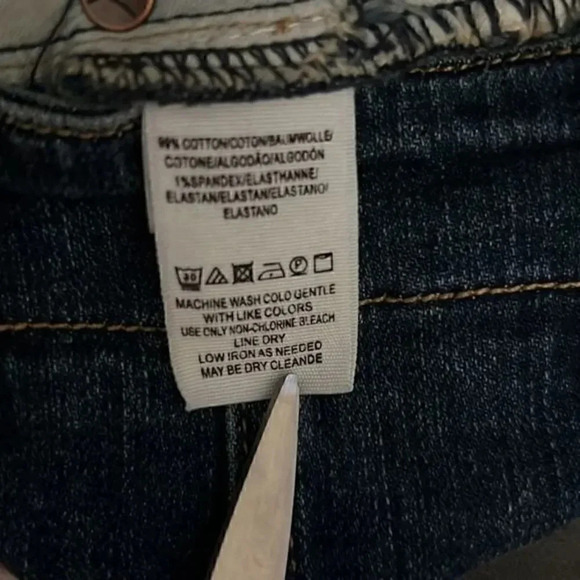 99% COTTON/COTON/BAUMWOLLE/
COTONE/ALGODÃO/ALGODÓN
1%SPANDEX/ELASTHANNE/
ELASTAN/ELASTAN/ELASTANO/
ELASTANO
30 P
MACHINE WASH COLD GENTLE
WITH LIKE COLORS
USE ONLY NON-CHLORINE BLEACH
LINE DRY
LOW IRON AS NEEDED
MAY BE DRY CLEANDE